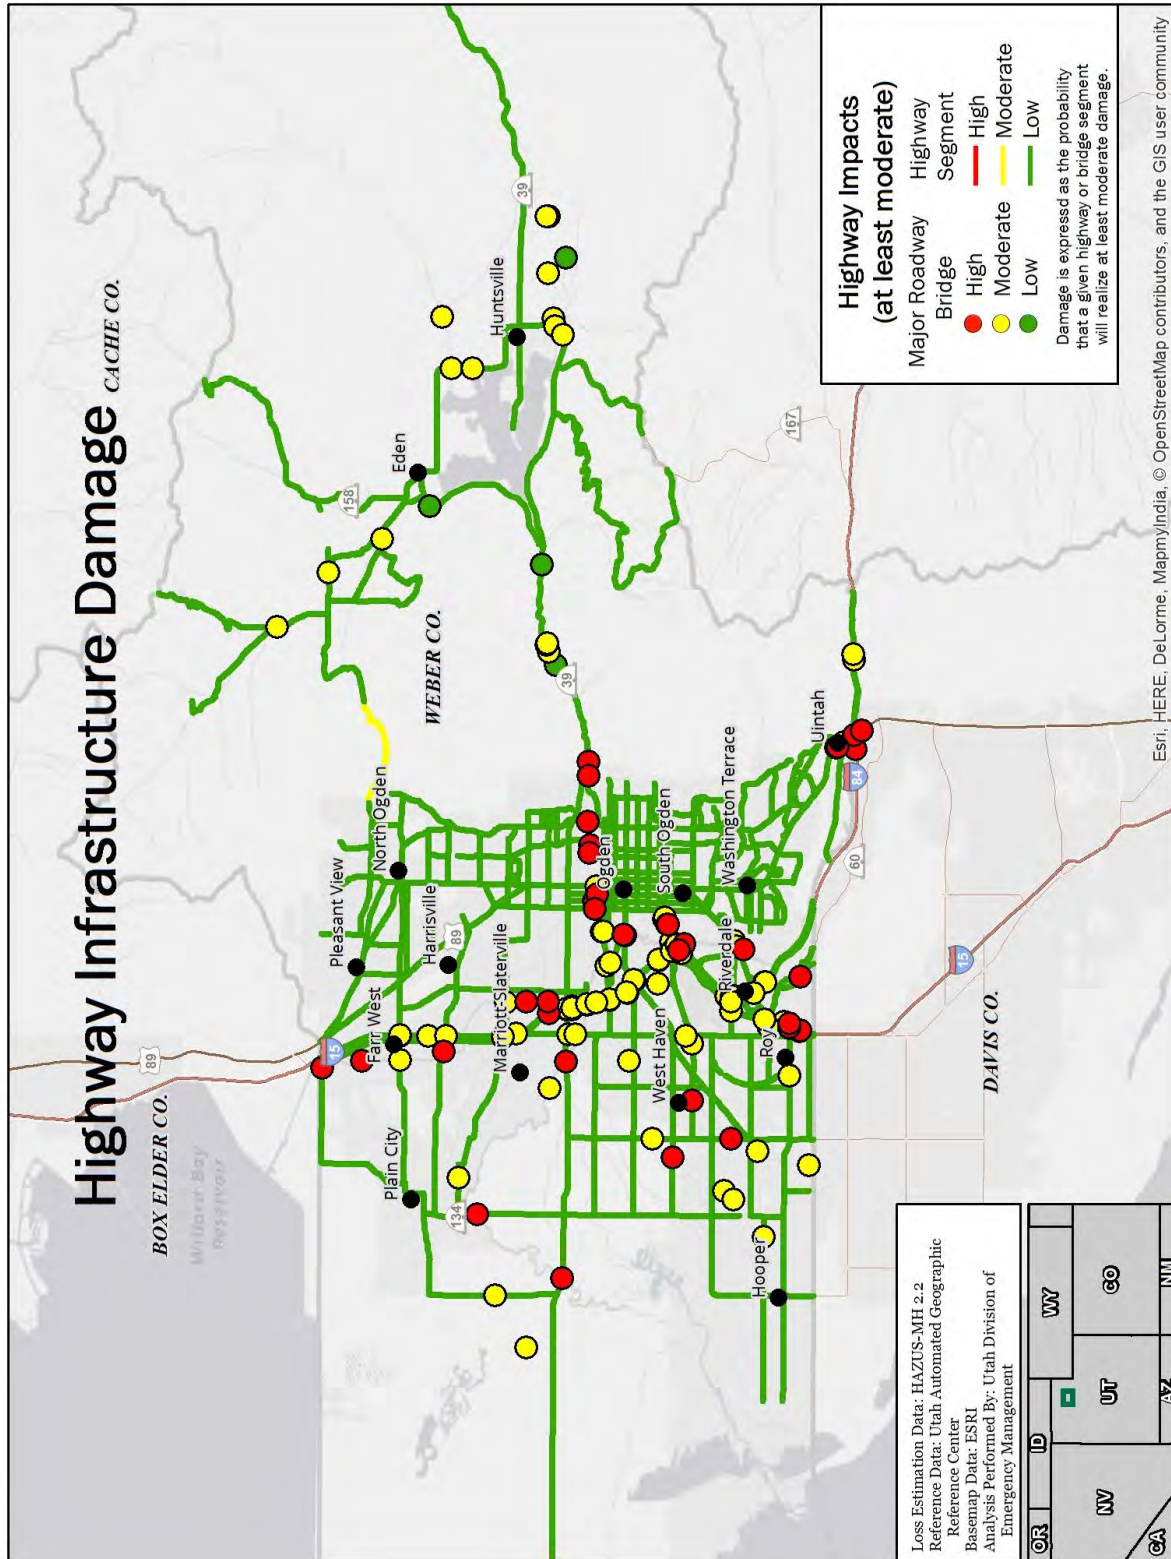 Highway Infrastructure Damage
CACHE CO.
BOX ELDER CO.
WEBER CO.
DAVIS CO.
Willard Bay
Reservoir
89
15
158
39
Eden
Huntsville
39
Pleasant View
North Ogden
Farr West
Harrisville
89
Plain City
134
Marriott-Slaterville
Ogden
South Ogden
Washington Terrace
West Haven
Riverdale
Roy
Hooper
Uintah
84
60
15
167
Highway Impacts
(at least moderate)
Major Roadway Highway
Bridge Segment
High High
Moderate Moderate
Low Low
Damage is expressed as the probability
that a given highway or bridge segment
will realize at least moderate damage.
Loss Estimation Data: HAZUS-MH 2.2
Reference Data: Utah Automated Geographic
Reference Center
Basemap Data: ESRI
Analysis Performed By: Utah Division of
Emergency Management
OR
ID
WY
NV
UT
CO
CA
AZ
NM
Esri, HERE, DeLorme, MapmyIndia, © OpenStreetMap contributors, and the GIS user community